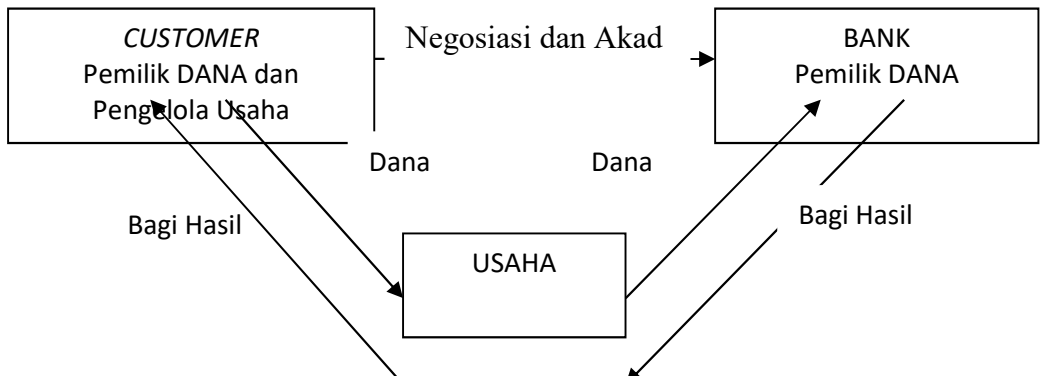 CUSTOMER
Pemilik DANA dan
Pengelola Usaha
Negosiasi dan Akad
BANK
Pemilik DANA
Dana
Dana
Bagi Hasil
Bagi Hasil
USAHA